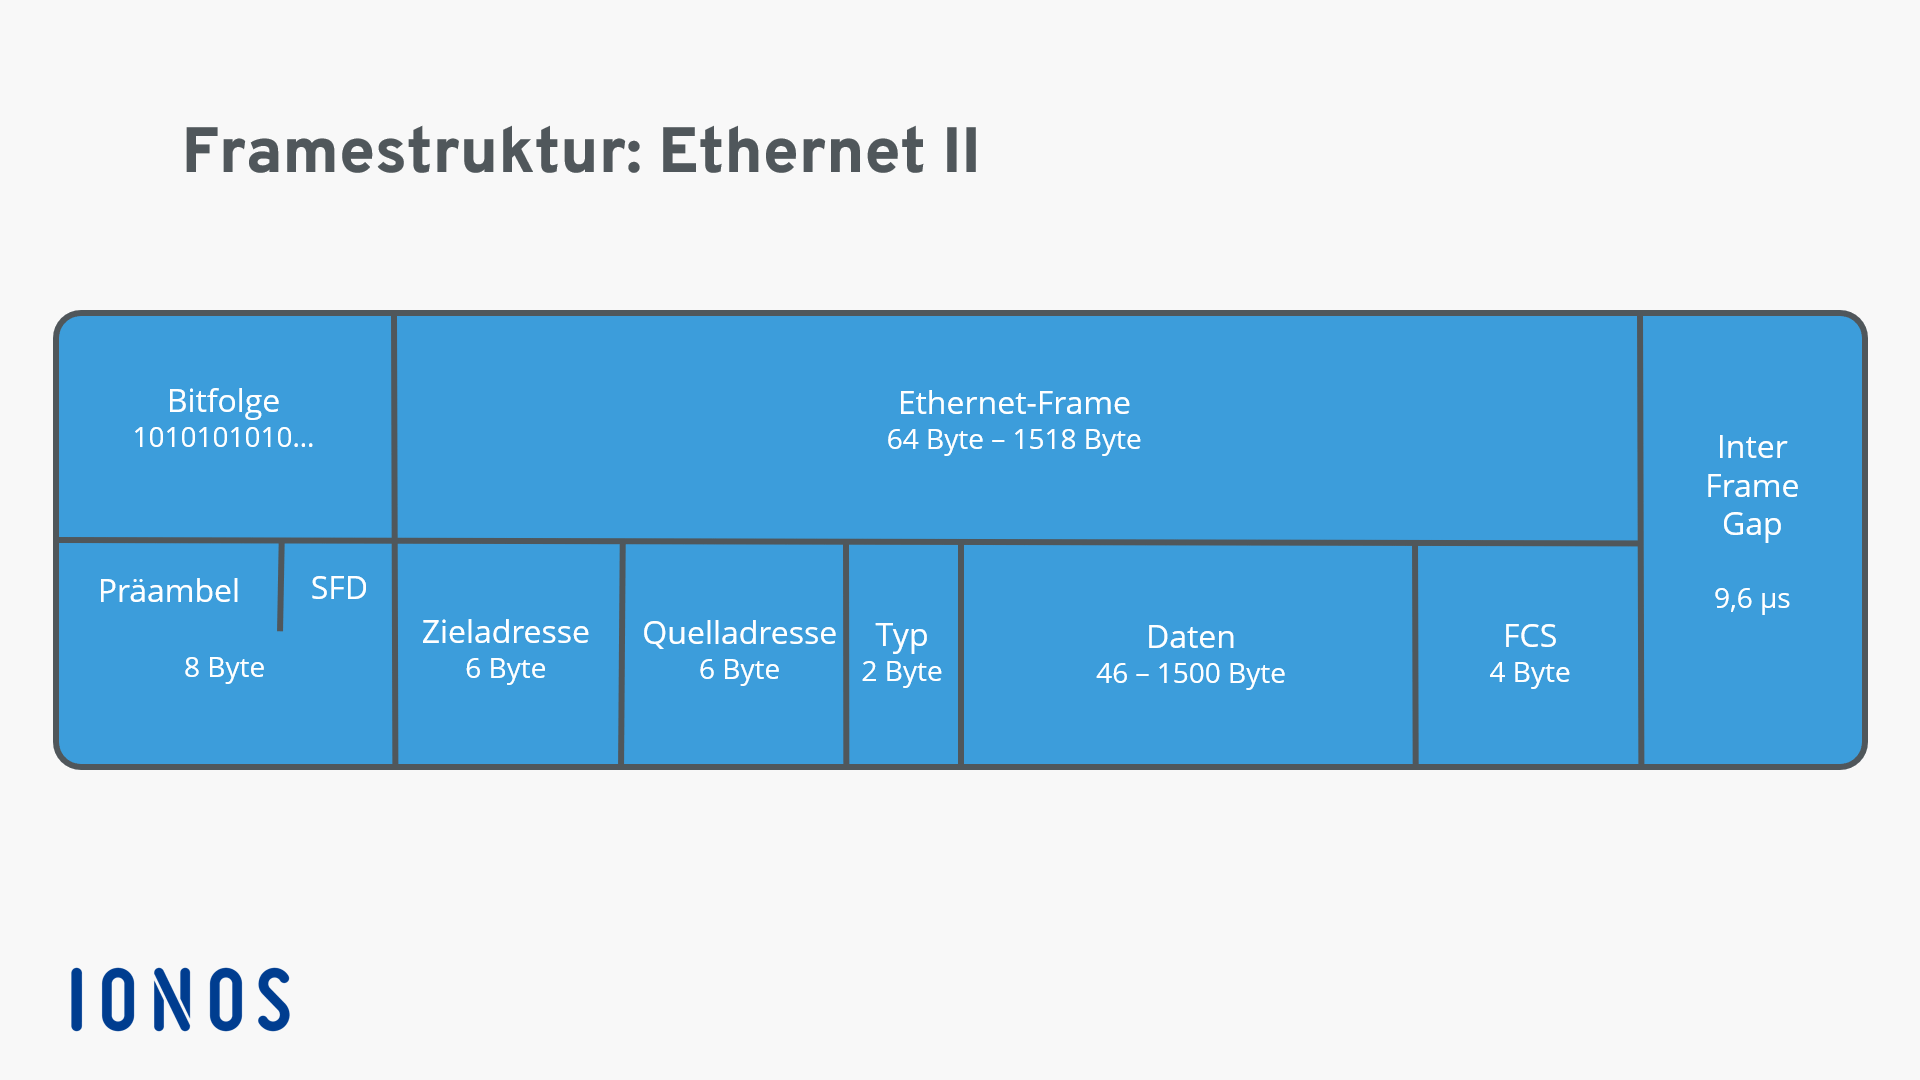 Framestruktur: Ethernet II
Bitfolge
1010101010...
Ethernet-Frame
64 Byte – 1518 Byte
Inter
Frame
Gap
9,6 µs
Präambel
SFD
8 Byte
Zieladresse
6 Byte
Quelladresse
6 Byte
Typ
2 Byte
Daten
46 – 1500 Byte
FCS
4 Byte
IONOS